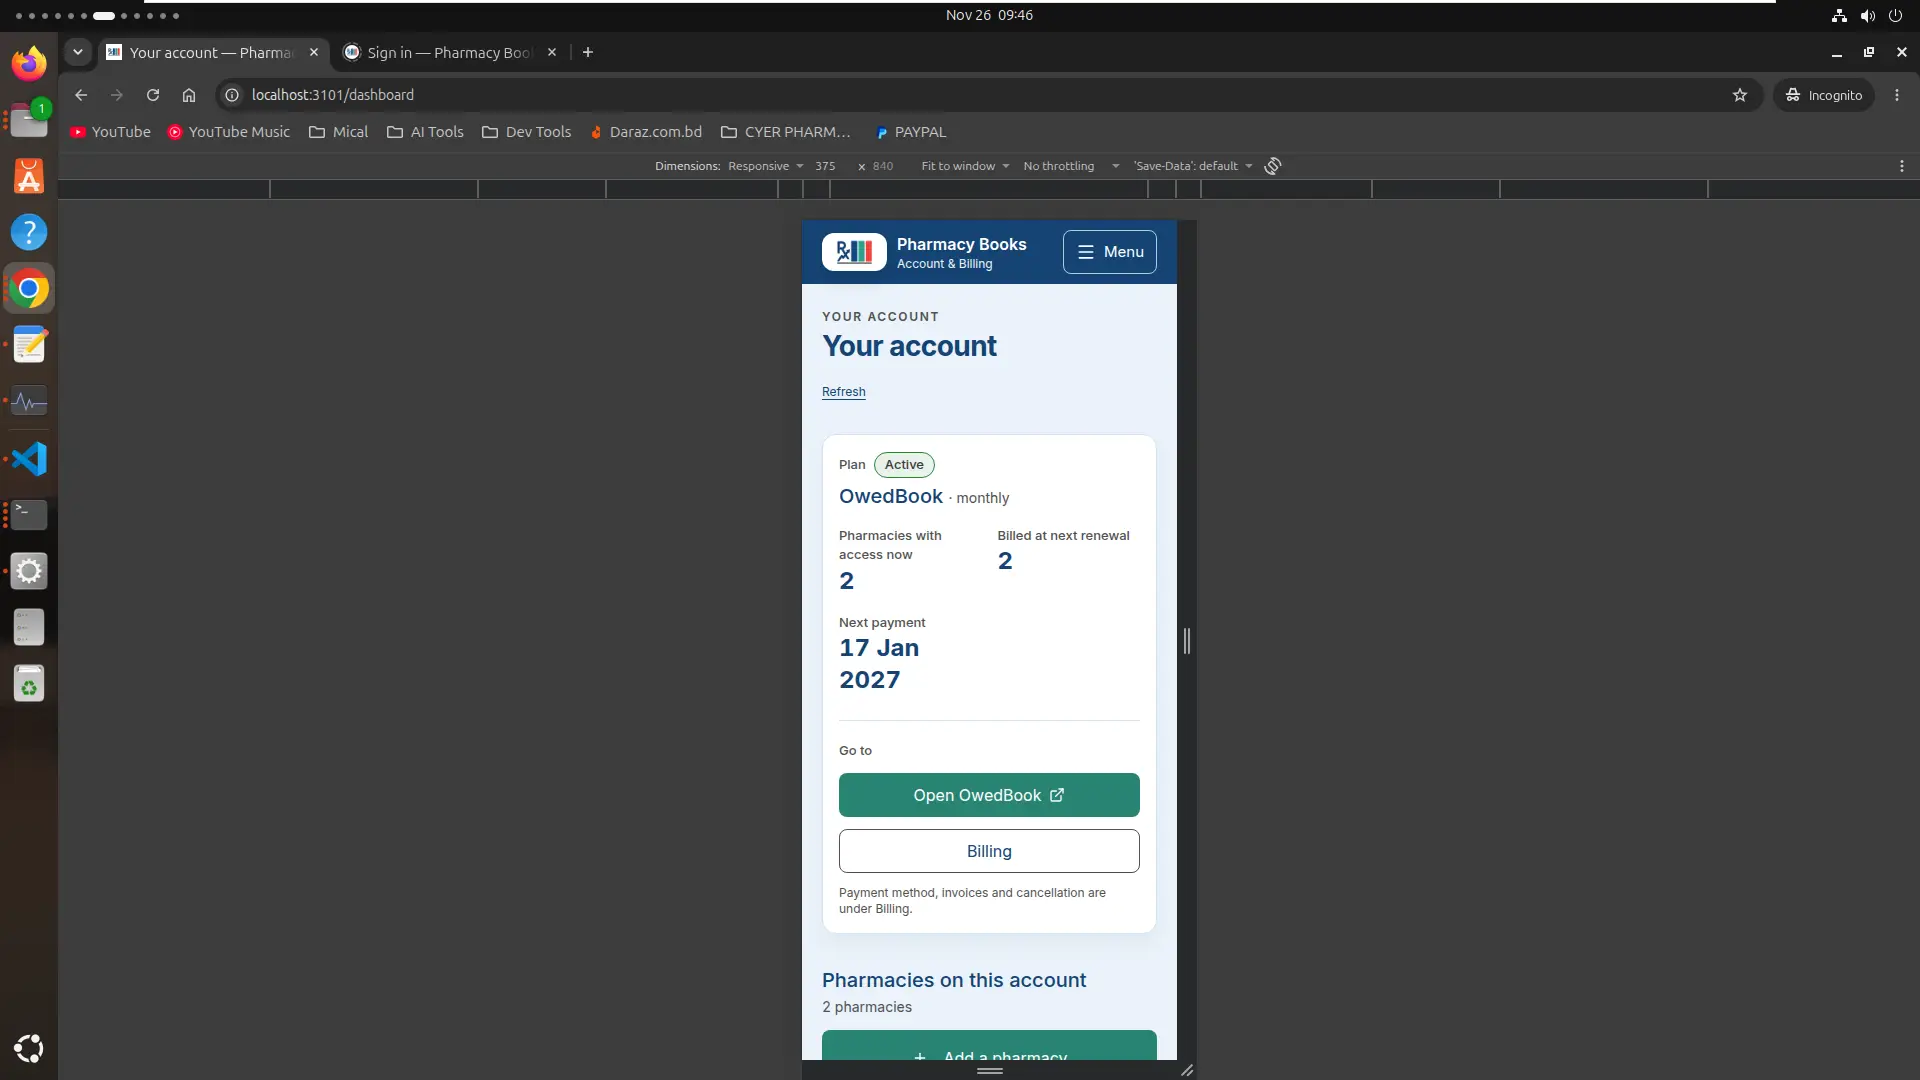 Nov 26 09:46
Your account — Pharma
Sign in — Pharmacy Boo
localhost:3101/dashboard
Incognito
YouTube
YouTube Music
Mical
AI Tools
Dev Tools
Daraz.com.bd
CYER PHARM…
PAYPAL
Dimensions: Responsive 375 x 840 Fit to window No throttling 'Save-Data': default
1
Pharmacy Books
Account & Billing
Menu
YOUR ACCOUNT
Your account
Refresh
Plan Active
OwedBook · monthly
Pharmacies with
access now
2
Billed at next renewal
2
Next payment
17 Jan
2027
Go to
Open OwedBook
Billing
Payment method, invoices and cancellation are
under Billing.
Pharmacies on this account
2 pharmacies
+ Add a pharmacy